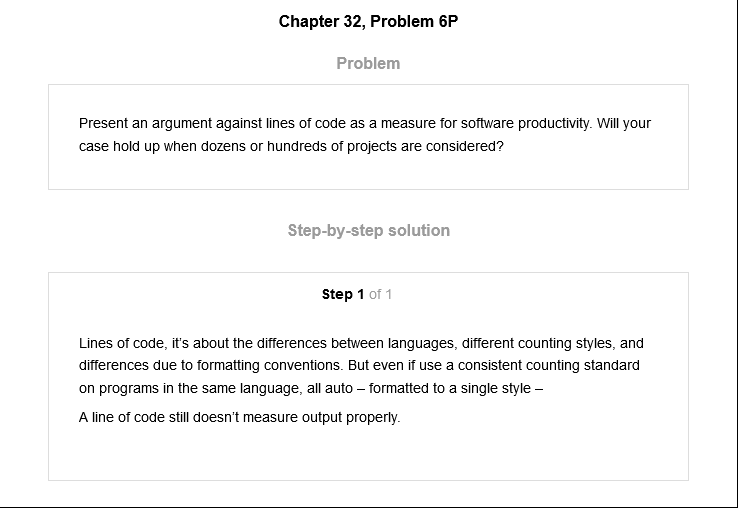 Chapter 32, Problem 6P
Problem
Present an argument against lines of code as a measure for software productivity. Will your
case hold up when dozens or hundreds of projects are considered?
Step-by-step solution
Step 1 of 1
Lines of code, it's about the differences between languages, different counting styles, and
differences due to formatting conventions. But even if use a consistent counting standard
on programs in the same language, all auto – formatted to a single style –
A line of code still doesn't measure output properly.